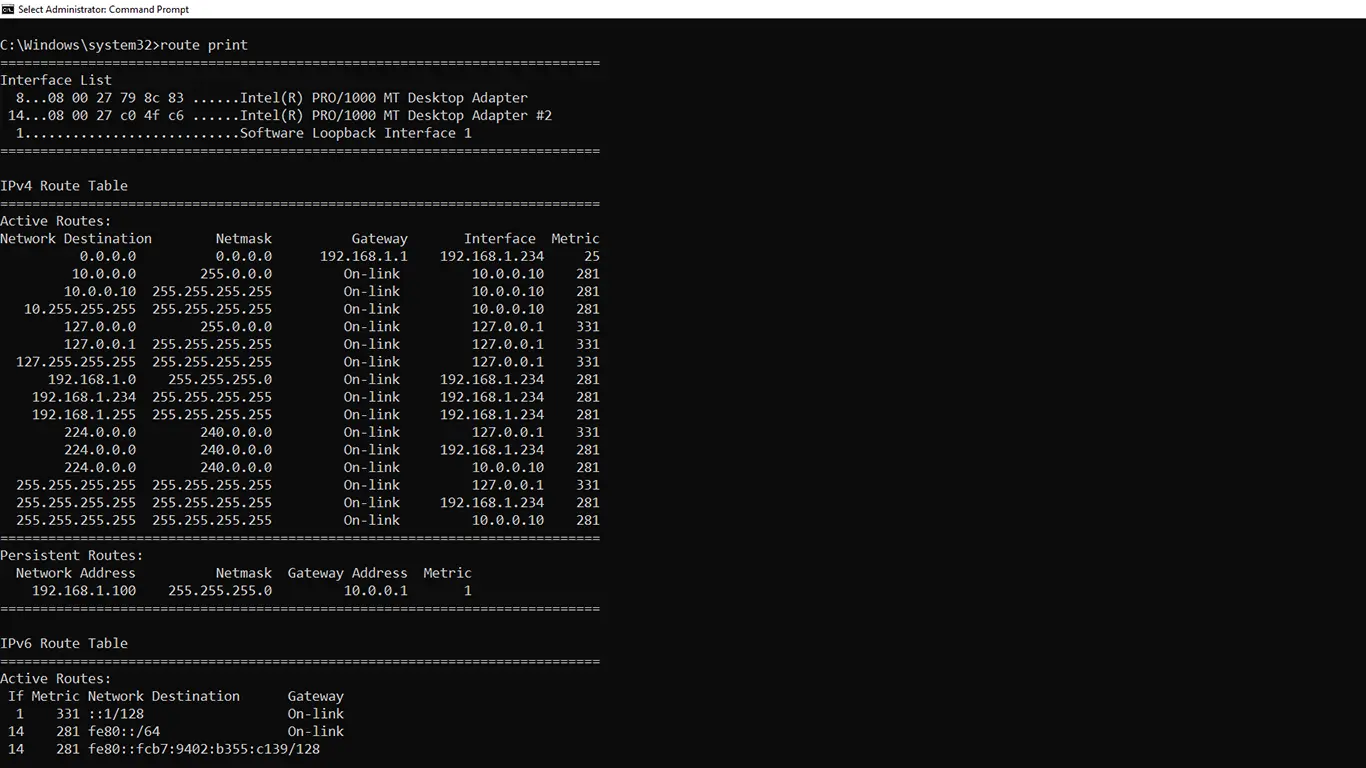 Select Administrator: Command Prompt
C:\Windows\system32>route print
===========================================================================
Interface List
  8...08 00 27 79 8c 83 ......Intel(R) PRO/1000 MT Desktop Adapter
 14...08 00 27 c0 4f c6 ......Intel(R) PRO/1000 MT Desktop Adapter #2
  1...........................Software Loopback Interface 1
===========================================================================
IPv4 Route Table
===========================================================================
Active Routes:
Network Destination        Netmask          Gateway       Interface  Metric
          0.0.0.0          0.0.0.0      192.168.1.1    192.168.1.234     25
         10.0.0.0        255.0.0.0         On-link         10.0.0.10    281
        10.0.0.10  255.255.255.255         On-link         10.0.0.10    281
   10.255.255.255  255.255.255.255         On-link         10.0.0.10    281
        127.0.0.0        255.0.0.0         On-link         127.0.0.1    331
        127.0.0.1  255.255.255.255         On-link         127.0.0.1    331
  127.255.255.255  255.255.255.255         On-link         127.0.0.1    331
      192.168.1.0    255.255.255.0         On-link     192.168.1.234    281
    192.168.1.234  255.255.255.255         On-link     192.168.1.234    281
    192.168.1.255  255.255.255.255         On-link     192.168.1.234    281
        224.0.0.0        240.0.0.0         On-link         127.0.0.1    331
        224.0.0.0        240.0.0.0         On-link     192.168.1.234    281
        224.0.0.0        240.0.0.0         On-link         10.0.0.10    281
  255.255.255.255  255.255.255.255         On-link         127.0.0.1    331
  255.255.255.255  255.255.255.255         On-link     192.168.1.234    281
  255.255.255.255  255.255.255.255         On-link         10.0.0.10    281
===========================================================================
Persistent Routes:
  Network Address          Netmask  Gateway Address  Metric
    192.168.1.100    255.255.255.0         10.0.0.1       1
===========================================================================
IPv6 Route Table
===========================================================================
Active Routes:
 If Metric Network Destination      Gateway
  1    331 ::1/128                  On-link
 14    281 fe80::/64                On-link
 14    281 fe80::fcb7:9402:b355:c139/128